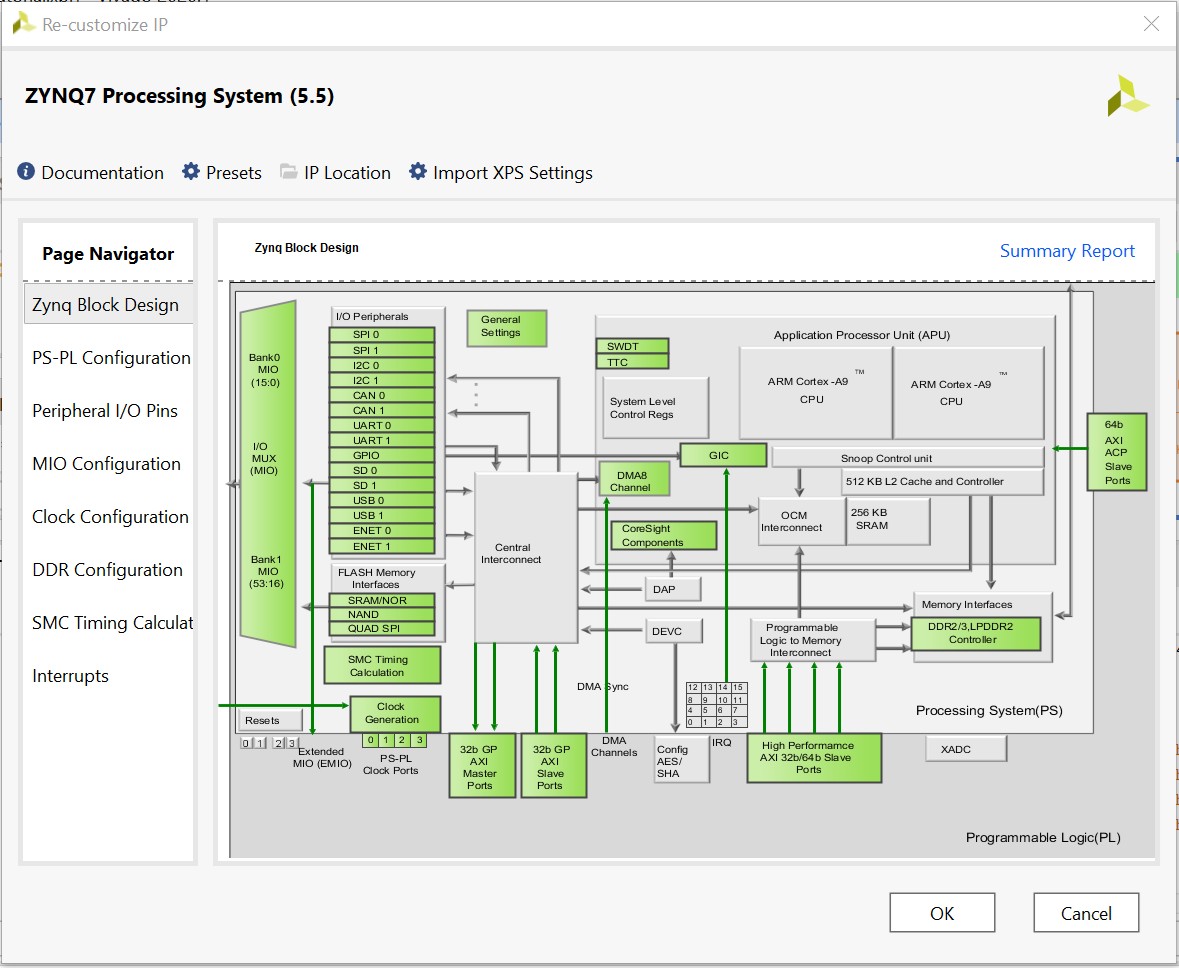 Re-customize IP
ZYNQ7 Processing System (5.5)
Documentation
Presets
IP Location
Import XPS Settings
Page Navigator
Zynq Block Design
PS-PL Configuration
Peripheral I/O Pins
MIO Configuration
Clock Configuration
DDR Configuration
SMC Timing Calculat
Interrupts
Zynq Block Design
Summary Report
Bank0
MIO
(15:0)
I/O
MUX
(MIO)
Bank1
MIO
(53:16)
I/O Peripherals
SPI 0
SPI 1
I2C 0
I2C 1
CAN 0
CAN 1
UART 0
UART 1
GPIO
SD 0
SD 1
USB 0
USB 1
ENET 0
ENET 1
FLASH Memory
Interfaces
SRAM/NOR
NAND
QUAD SPI
SMC Timing
Calculation
General
Settings
Application Processor Unit (APU)
SWDT
TTC
System Level
Control Regs
ARM Cortex -A9 ™
CPU
ARM Cortex -A9 ™
CPU
GIC
Snoop Control unit
DMA8
Channel
512 KB L2 Cache and Controller
OCM
Interconnect
256 KB
SRAM
CoreSight
Components
Central
Interconnect
DAP
DEVC
64b
AXI
ACP
Slave
Ports
Memory Interfaces
DDR2/3,LPDDR2
Controller
Programmable
Logic to Memory
Interconnect
DMA Sync
12 13 14 15
8 9 10 11
4 5 6 7
0 1 2 3
Processing System(PS)
Resets
0 1 2 3
Clock
Generation
0 1 2 3
Extended
MIO (EMIO)
PS-PL
Clock Ports
32b GP
AXI
Master
Ports
32b GP
AXI
Slave
Ports
DMA
Channels
Config
AES/
SHA
IRQ
High Performamce
AXI 32b/64b Slave
Ports
XADC
Programmable Logic(PL)
OK
Cancel